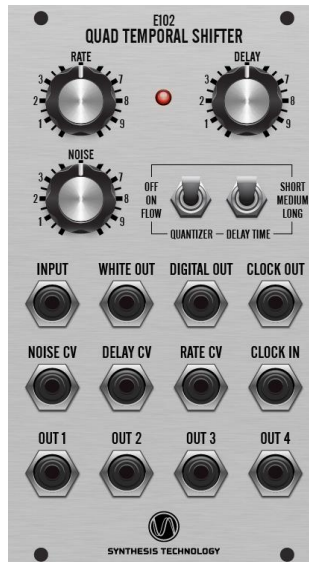 E102
QUAD TEMPORAL SHIFTER
RATE DELAY
3 7 3 7
2 8 2 8
1 9 1 9
NOISE
3 7
2 8
1 9
OFF SHORT
ON MEDIUM
FLOW LONG
QUANTIZER DELAY TIME
INPUT WHITE OUT DIGITAL OUT CLOCK OUT
NOISE CV DELAY CV RATE CV CLOCK IN
OUT 1 OUT 2 OUT 3 OUT 4
SYNTHESIS TECHNOLOGY